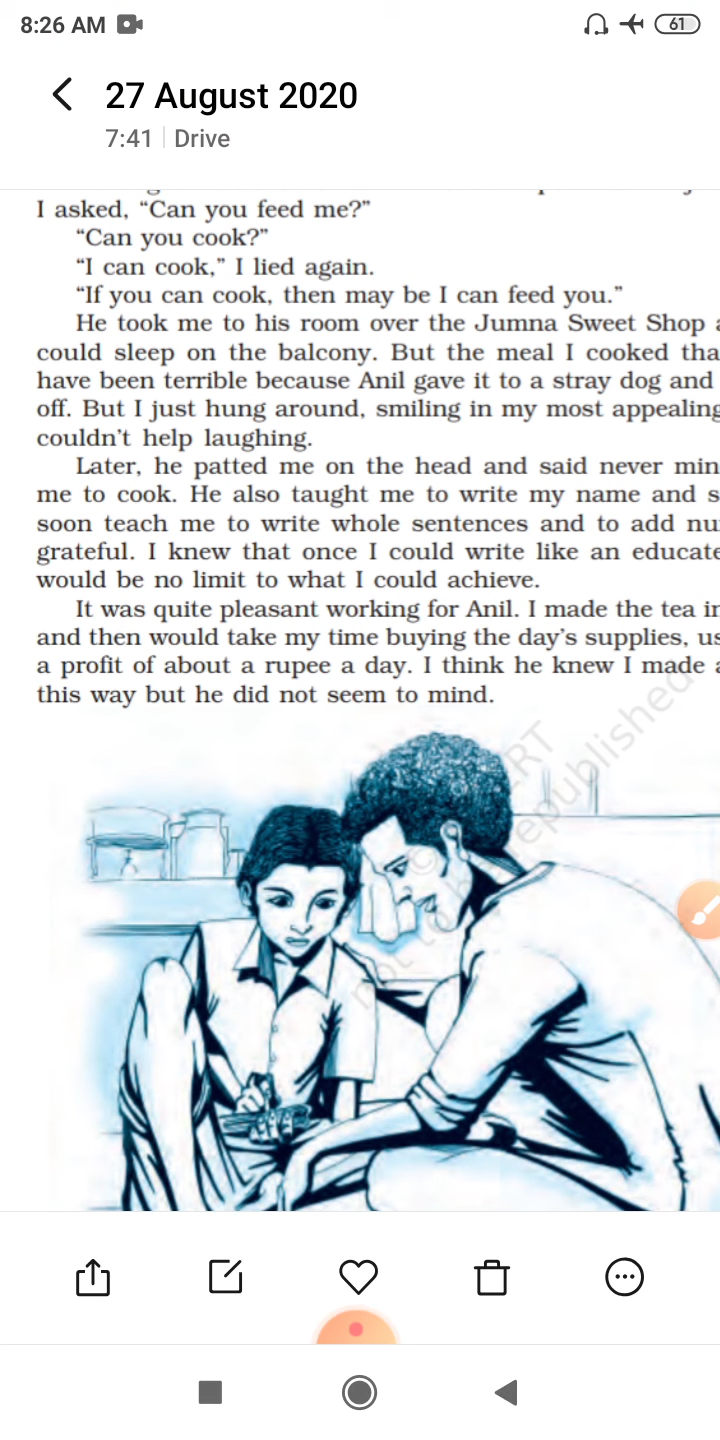 8:26 AM
61
27 August 2020
7:41 | Drive
I asked, “Can you feed me?”
“Can you cook?”
“I can cook,” I lied again.
“If you can cook, then may be I can feed you.”
He took me to his room over the Jumna Sweet Shop
could sleep on the balcony. But the meal I cooked tha
have been terrible because Anil gave it to a stray dog and
off. But I just hung around, smiling in my most appealing
couldn’t help laughing.
Later, he patted me on the head and said never min
me to cook. He also taught me to write my name and s
soon teach me to write whole sentences and to add nu
grateful. I knew that once I could write like an educate
would be no limit to what I could achieve.
It was quite pleasant working for Anil. I made the tea in
and then would take my time buying the day’s supplies, us
a profit of about a rupee a day. I think he knew I made a
this way but he did not seem to mind.
not to be republished